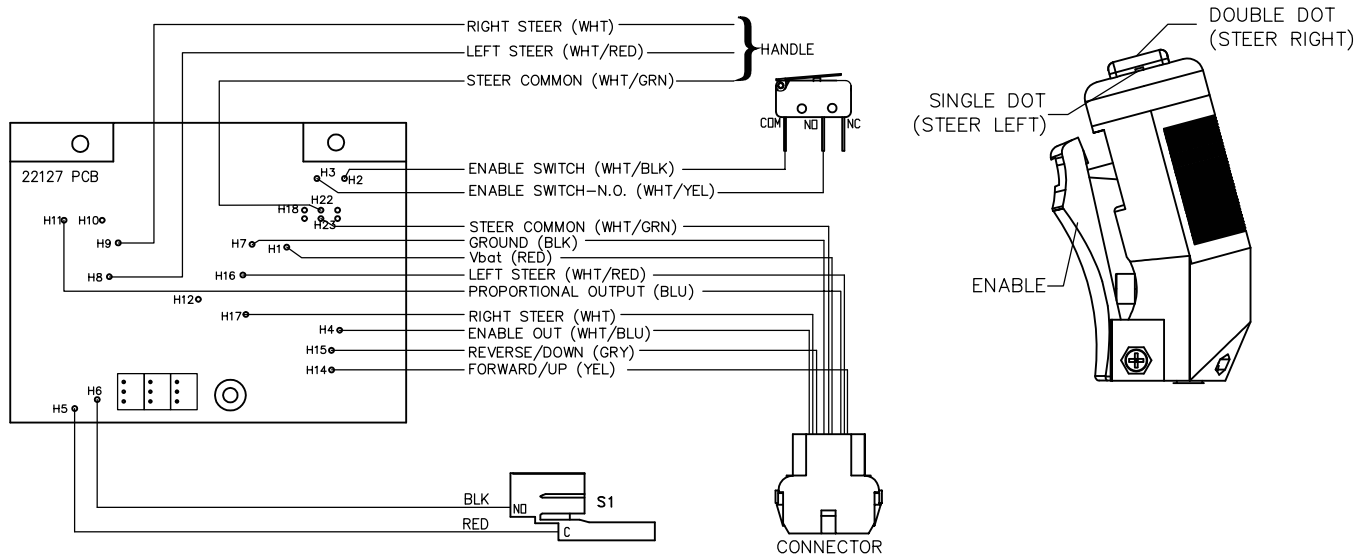 RIGHT STEER (WHT)
LEFT STEER (WHT/RED)
STEER COMMON (WHT/GRN)
HANDLE
DOUBLE DOT
(STEER RIGHT)
SINGLE DOT
(STEER LEFT)
ENABLE
COM
NO
NC
22127 PCB
ENABLE SWITCH (WHT/BLK)
ENABLE SWITCH-N.O. (WHT/YEL)
STEER COMMON (WHT/GRN)
GROUND (BLK)
Vbat (RED)
LEFT STEER (WHT/RED)
PROPORTIONAL OUTPUT (BLU)
RIGHT STEER (WHT)
ENABLE OUT (WHT/BLU)
REVERSE/DOWN (GRY)
FORWARD/UP (YEL)
H3
H2
H22
H18
H23
H11
H10
H9
H7
H1
H8
H16
H12
H17
H4
H15
H14
H6
H5
BLK
NO
S1
RED
C
CONNECTOR